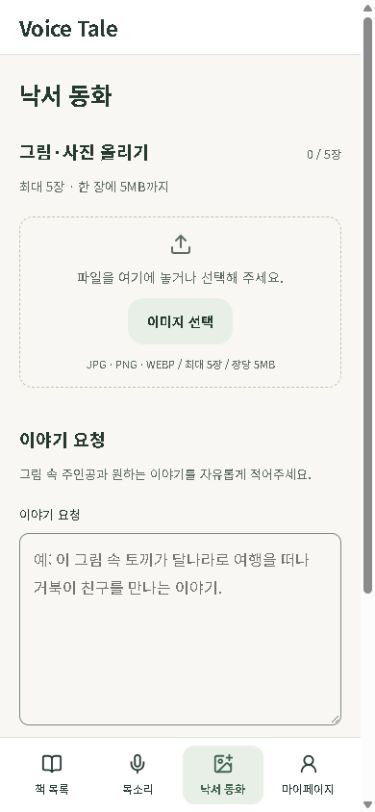 Voice Tale
낙서 동화
그림·사진 올리기
0 / 5장
최대 5장 · 한 장에 5MB까지
파일을 여기에 놓거나 선택해 주세요.
이미지 선택
JPG · PNG · WEBP / 최대 5장 / 장당 5MB
이야기 요청
그림 속 주인공과 원하는 이야기를 자유롭게 적어주세요.
이야기 요청
예: 이 그림 속 토끼가 달나라로 여행을 떠나
거북이 친구를 만나는 이야기.
책 목록
목소리
낙서 동화
마이페이지